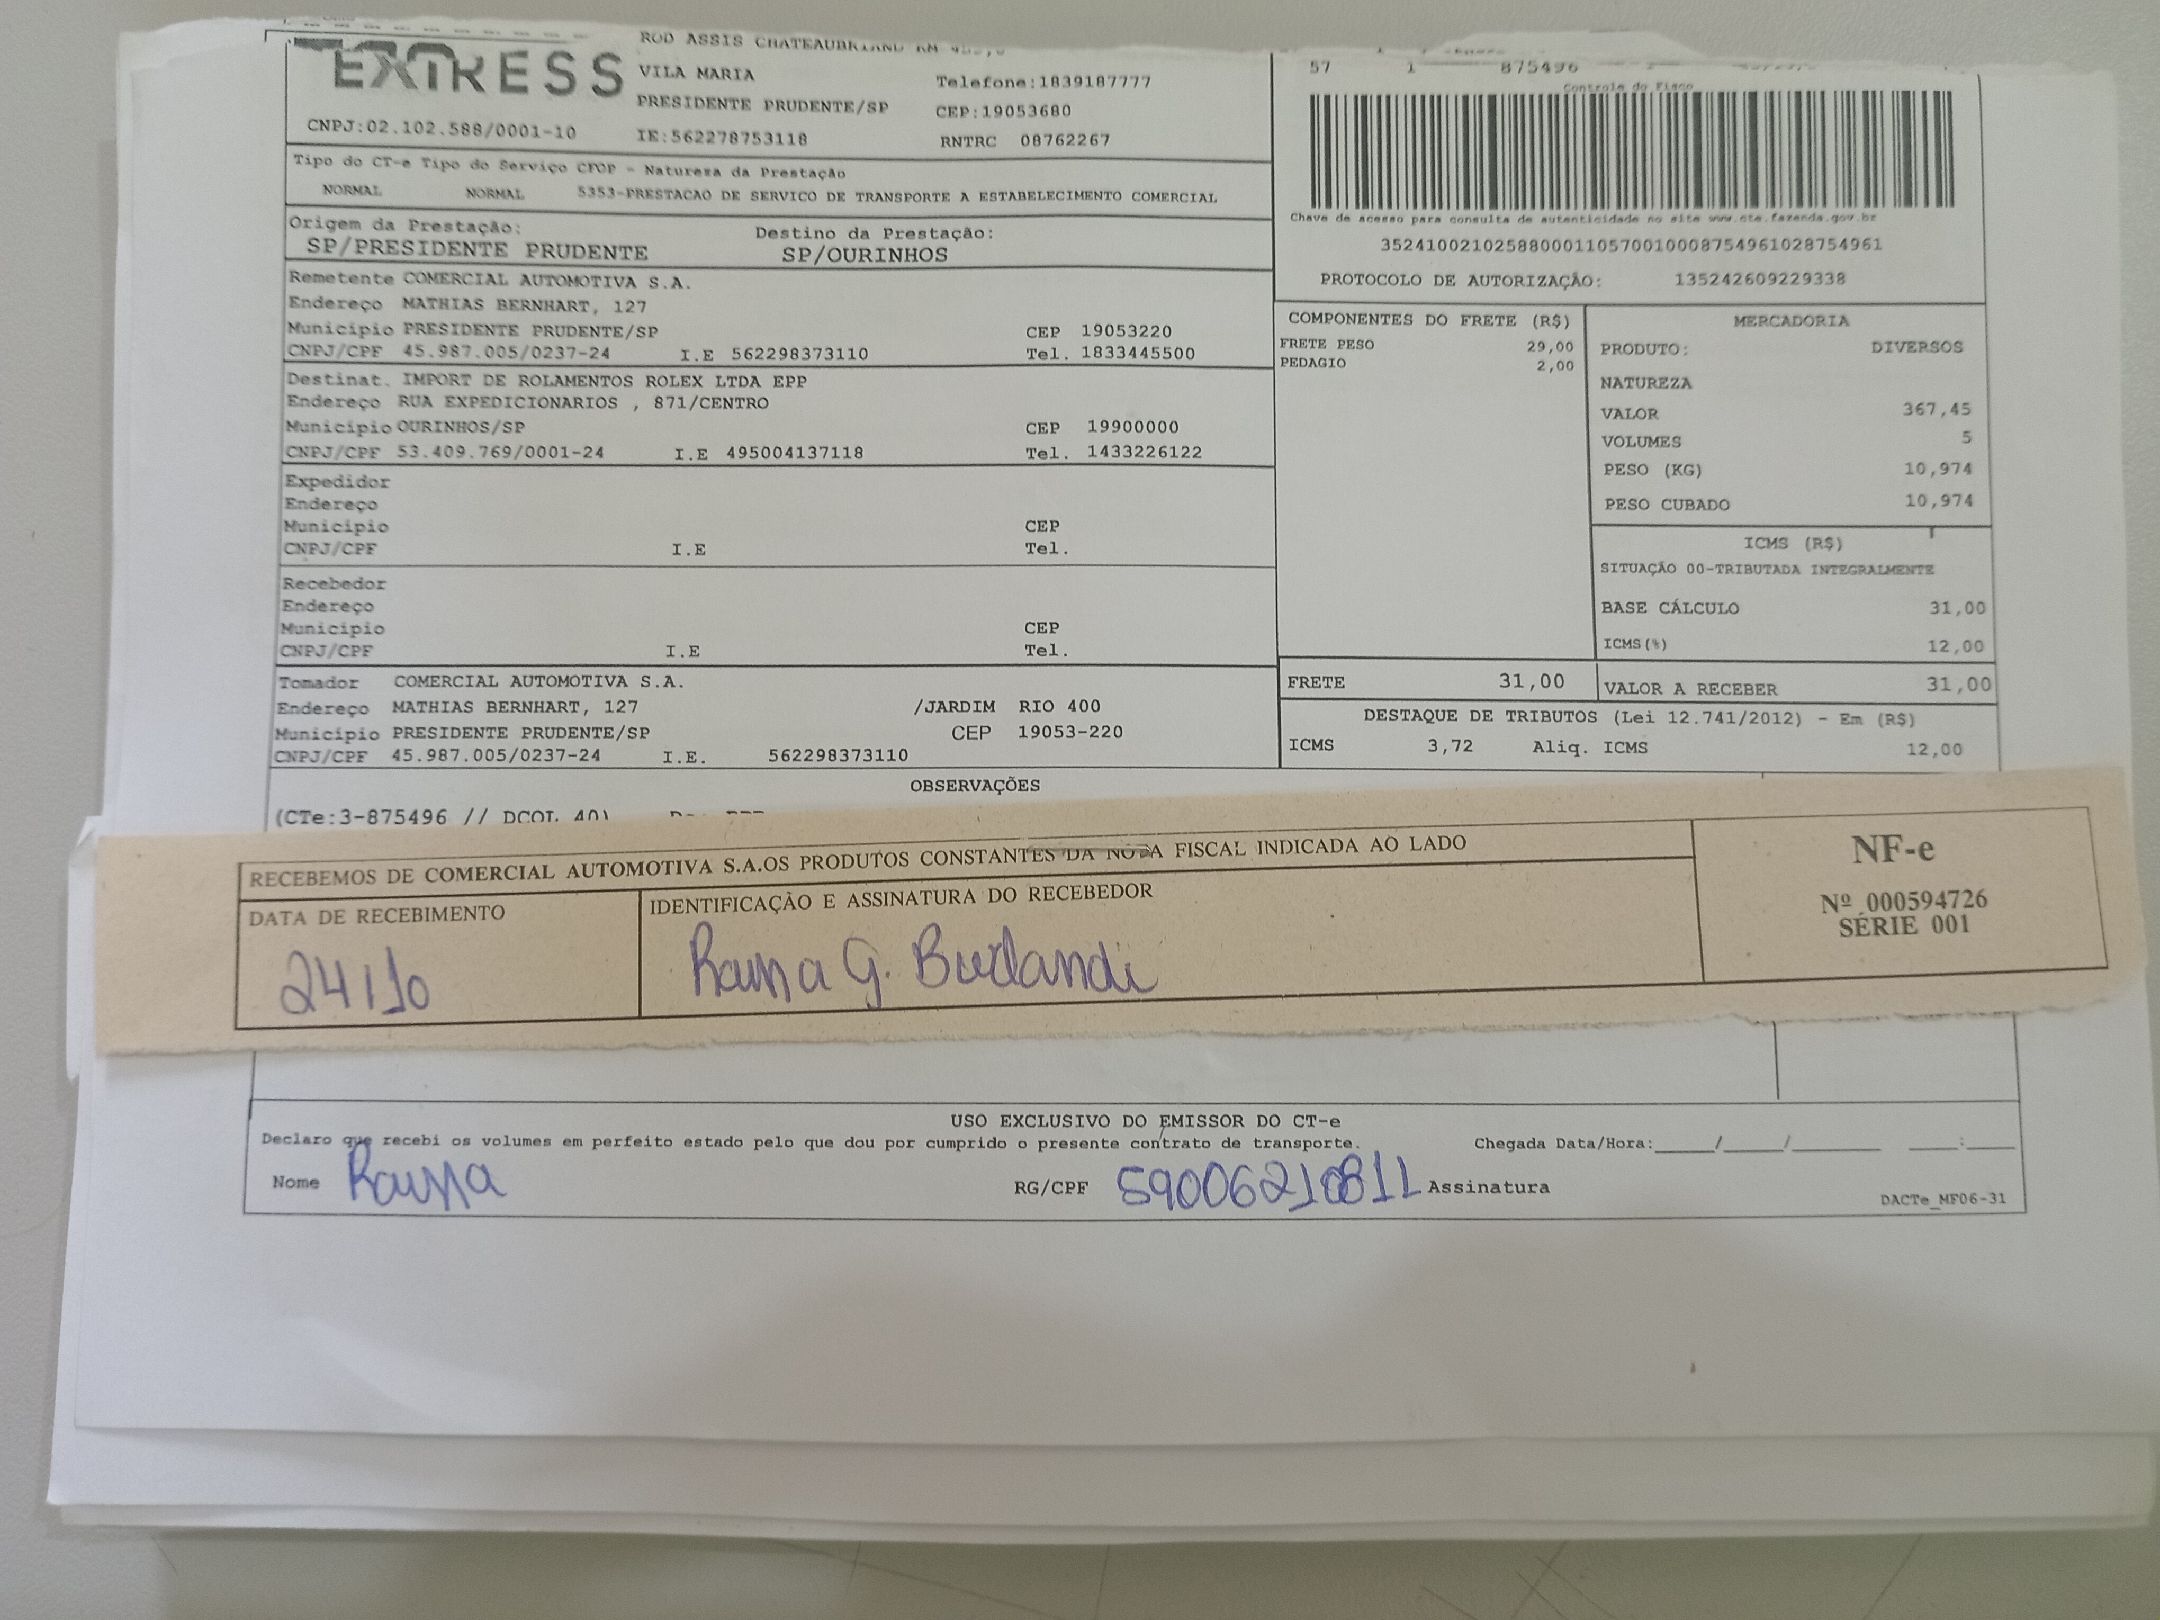 EXPRESS
ROD ASSIS CHATEAUBRIAND KM
VILA MARIA
Telefone:1839187777
PRESIDENTE PRUDENTE/SP
CEP:19053680
CNPJ:02.102.588/0001-10
IE:562278753118
RNTRC 08762267
57 1 875496
Controle do Fisco
Chave de acesso para consulta de autenticidade no site www.cte.fazenda.gov.br
35241002102588000110570010008754961028754961
PROTOCOLO DE AUTORIZAÇÃO: 135242609229338
Tipo do CT-e Tipo do Serviço CFOP - Natureza da Prestação
NORMAL NORMAL 5353-PRESTACAO DE SERVICO DE TRANSPORTE A ESTABELECIMENTO COMERCIAL
Origem da Prestação: Destino da Prestação:
SP/PRESIDENTE PRUDENTE SP/OURINHOS
Remetente COMERCIAL AUTOMOTIVA S.A.
Endereço MATHIAS BERNHART, 127
Município PRESIDENTE PRUDENTE/SP CEP 19053220
CNPJ/CPF 45.987.005/0237-24 I.E 562298373110 Tel. 1833445500
Destinat. IMPORT DE ROLAMENTOS ROLEX LTDA EPP
Endereço RUA EXPEDICIONARIOS , 871/CENTRO
Município OURINHOS/SP CEP 19900000
CNPJ/CPF 53.409.769/0001-24 I.E 495004137118 Tel. 1433226122
Expedidor
Endereço
Município CEP
CNPJ/CPF I.E Tel.
Recebedor
Endereço
Município CEP
CNPJ/CPF I.E Tel.
Tomador COMERCIAL AUTOMOTIVA S.A.
Endereço MATHIAS BERNHART, 127 /JARDIM RIO 400
Município PRESIDENTE PRUDENTE/SP CEP 19053-220
CNPJ/CPF 45.987.005/0237-24 I.E. 562298373110
COMPONENTES DO FRETE (R$)
FRETE PESO 29,00
PEDAGIO 2,00
MERCADORIA
PRODUTO: DIVERSOS
NATUREZA
VALOR 367,45
VOLUMES 5
PESO (KG) 10,974
PESO CUBADO 10,974
ICMS (R$)
SITUAÇÃO 00-TRIBUTADA INTEGRALMENTE
BASE CÁLCULO 31,00
ICMS(%) 12,00
FRETE 31,00 VALOR A RECEBER 31,00
DESTAQUE DE TRIBUTOS (Lei 12.741/2012) - Em (R$)
ICMS 3,72 Aliq. ICMS 12,00
OBSERVAÇÕES
(CTe:3-875496 // DCOL 40)
RECEBEMOS DE COMERCIAL AUTOMOTIVA S.A.OS PRODUTOS CONSTANTES DA NOTA FISCAL INDICADA AO LADO
DATA DE RECEBIMENTO
24/10
IDENTIFICAÇÃO E ASSINATURA DO RECEBEDOR
G.
NF-e
Nº 000594726
SÉRIE 001
USO EXCLUSIVO DO EMISSOR DO CT-e
Declaro que recebi os volumes em perfeito estado pelo que dou por cumprido o presente contrato de transporte. Chegada Data/Hora:____/____/______ ___:___
Nome RG/CPF 59006210811 Assinatura
DACTe_MF06-31